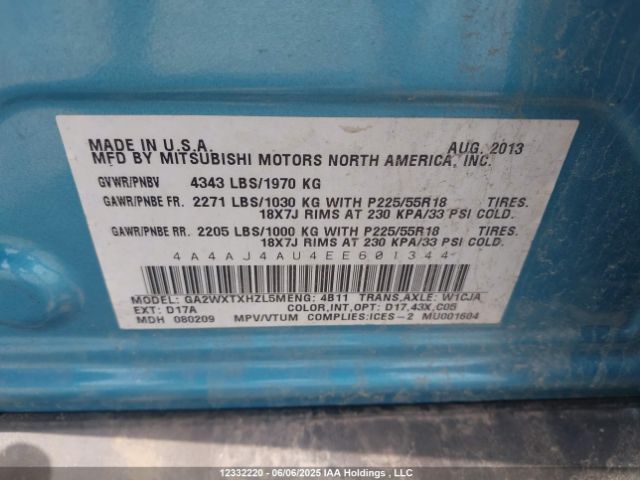 MADE IN U.S.A. AUG. 2013
MFD BY MITSUBISHI MOTORS NORTH AMERICA, INC.
GVWR/PNBV 4343 LBS/1970 KG
GAWR/PNBE FR. 2271 LBS/1030 KG WITH P225/55R18 TIRES.
18X7J RIMS AT 230 KPA/33 PSI COLD.
GAWR/PNBE RR. 2205 LBS/1000 KG WITH P225/55R18 TIRES.
18X7J RIMS AT 230 KPA/33 PSI COLD.
4A4AJ4AU4EE601344
MODEL: GA2WXTXHZL5M ENG: 4B11 TRANS,AXLE: W1CJA
EXT: D17A COLOR,INT,OPT: D17,43X,C05
MDH 080209 MPV/VTUM COMPLIES:ICES-2 MU001604
12332220 - 06/06/2025 IAA Holdings , LLC